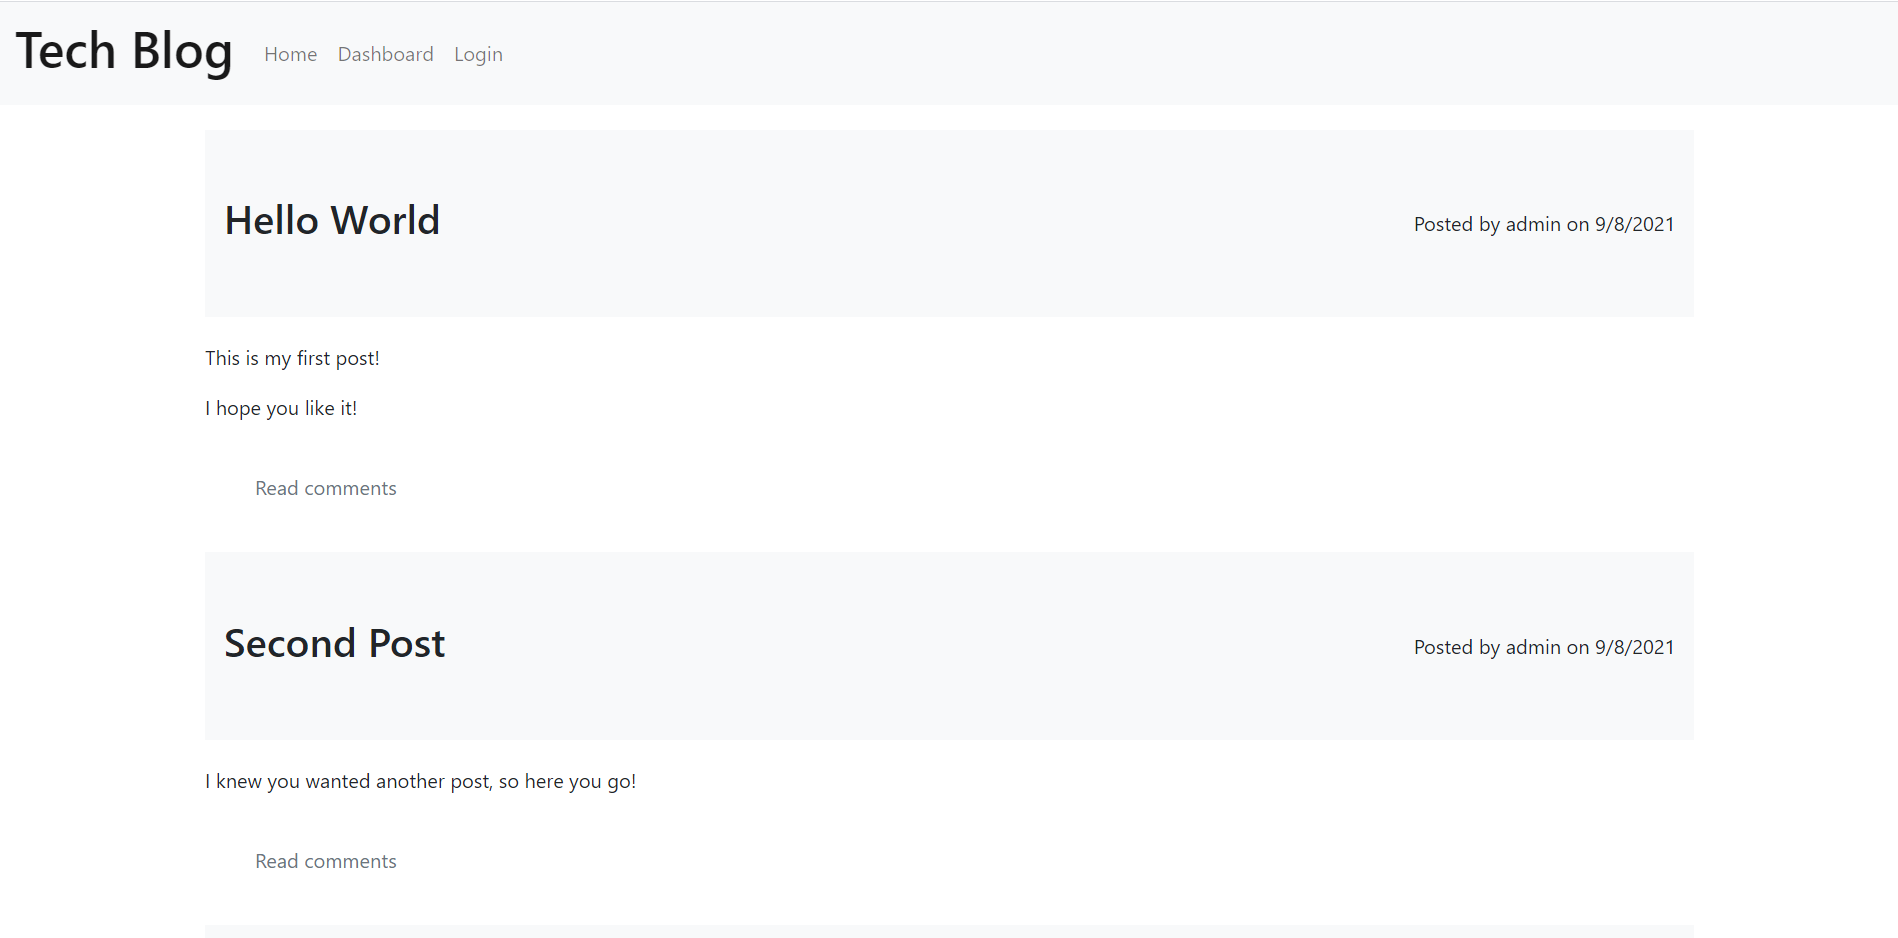 Tech Blog Home Dashboard Login
Hello World
Posted by admin on 9/8/2021
This is my first post!
I hope you like it!
Read comments
Second Post
Posted by admin on 9/8/2021
I knew you wanted another post, so here you go!
Read comments